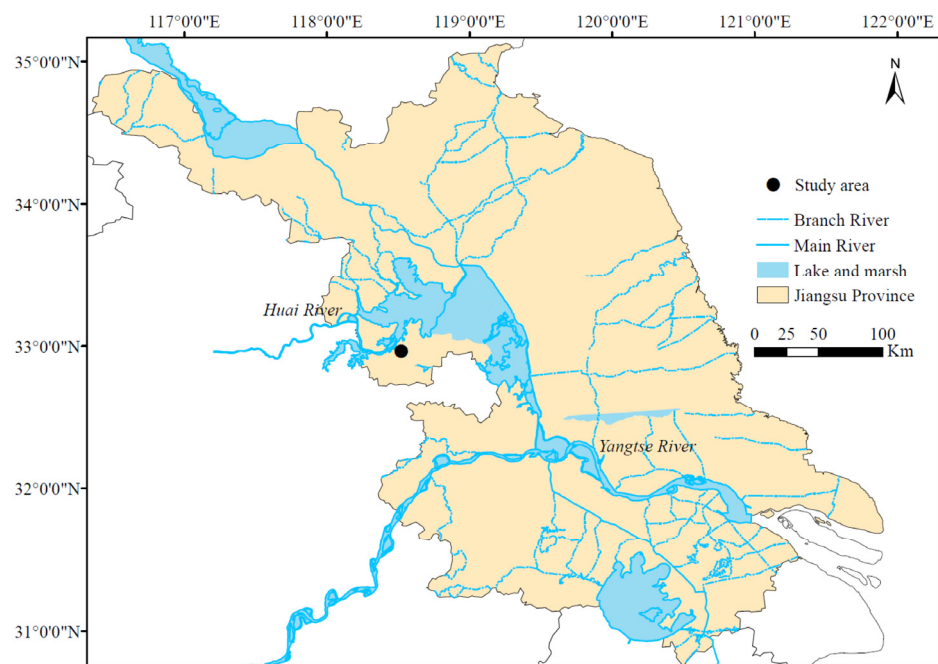 117°0'0"E 118°0'0"E 119°0'0"E 120°0'0"E 121°0'0"E 122°0'0"E
35°0'0"N
N
Study area
Branch River
34°0'0"N
Main River
Lake and marsh
Jiangsu Province
Huai River
0 25 50 100
33°0'0"N
Km
Yangtse River
32°0'0"N
31°0'0"N